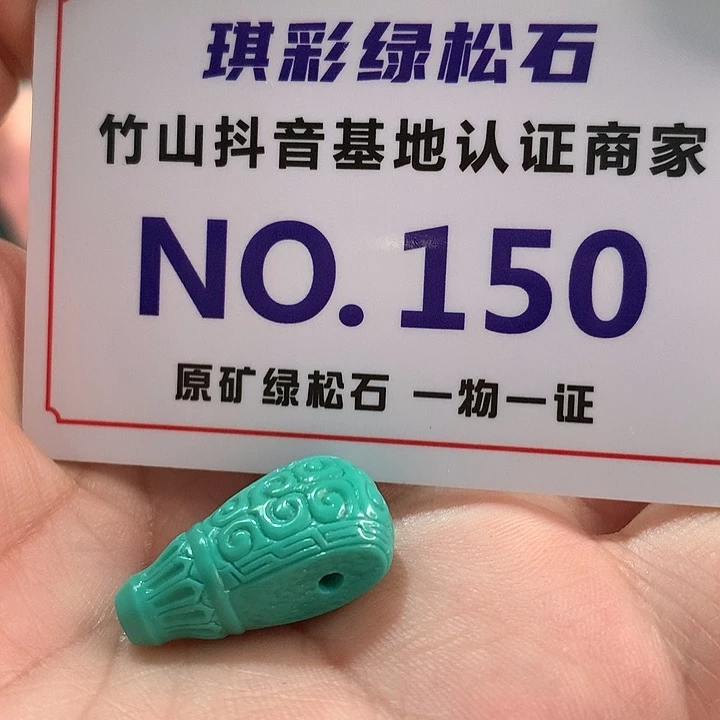 琪彩绿松石
竹山抖音基地认证商家
NO.150
原矿绿松石 一物一证